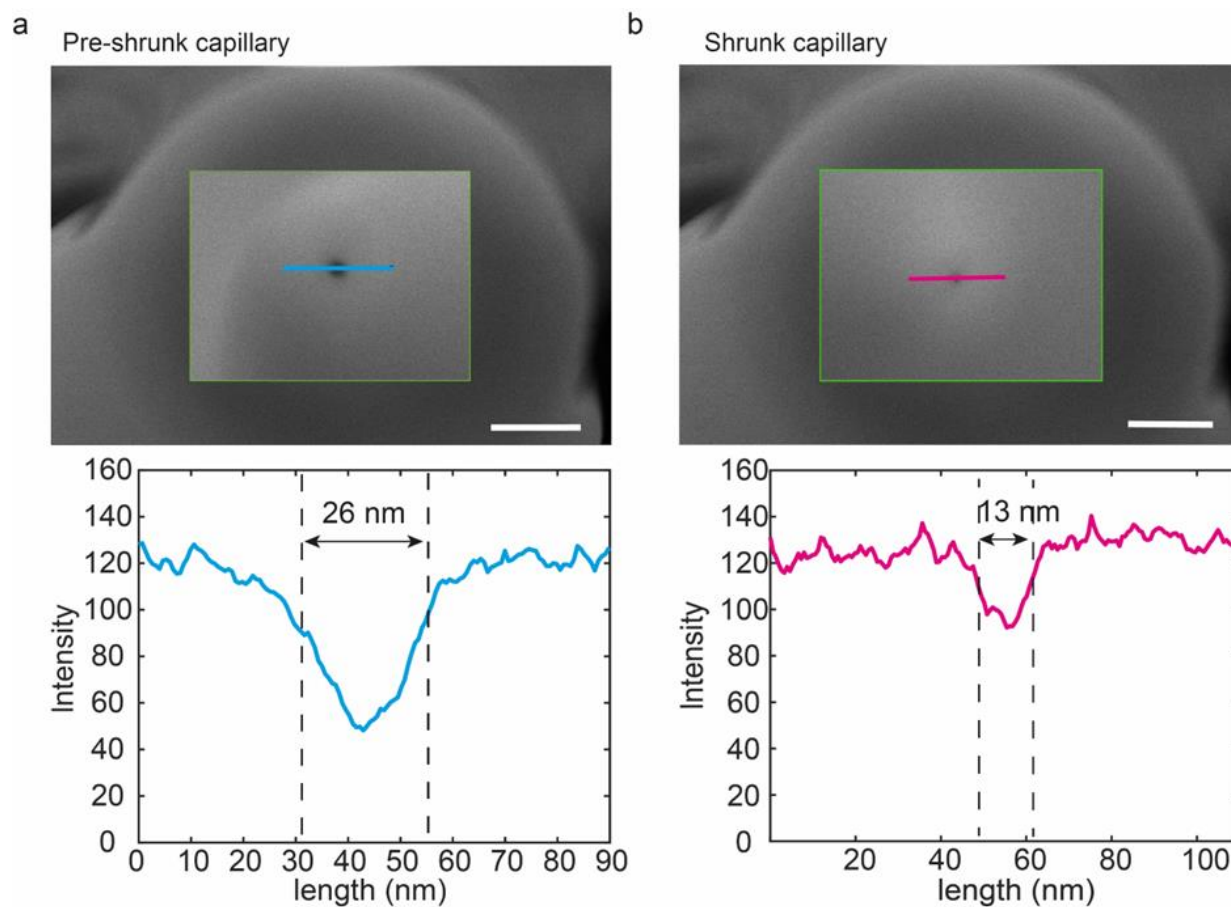 a
Pre-shrunk capillary
b
Shrunk capillary
160
140
120
100
80
60
40
20
0
Intensity
26 nm
0 10 20 30 40 50 60 70 80 90
length (nm)
160
140
120
100
80
60
40
20
0
Intensity
13 nm
20 40 60 80 100
length (nm)